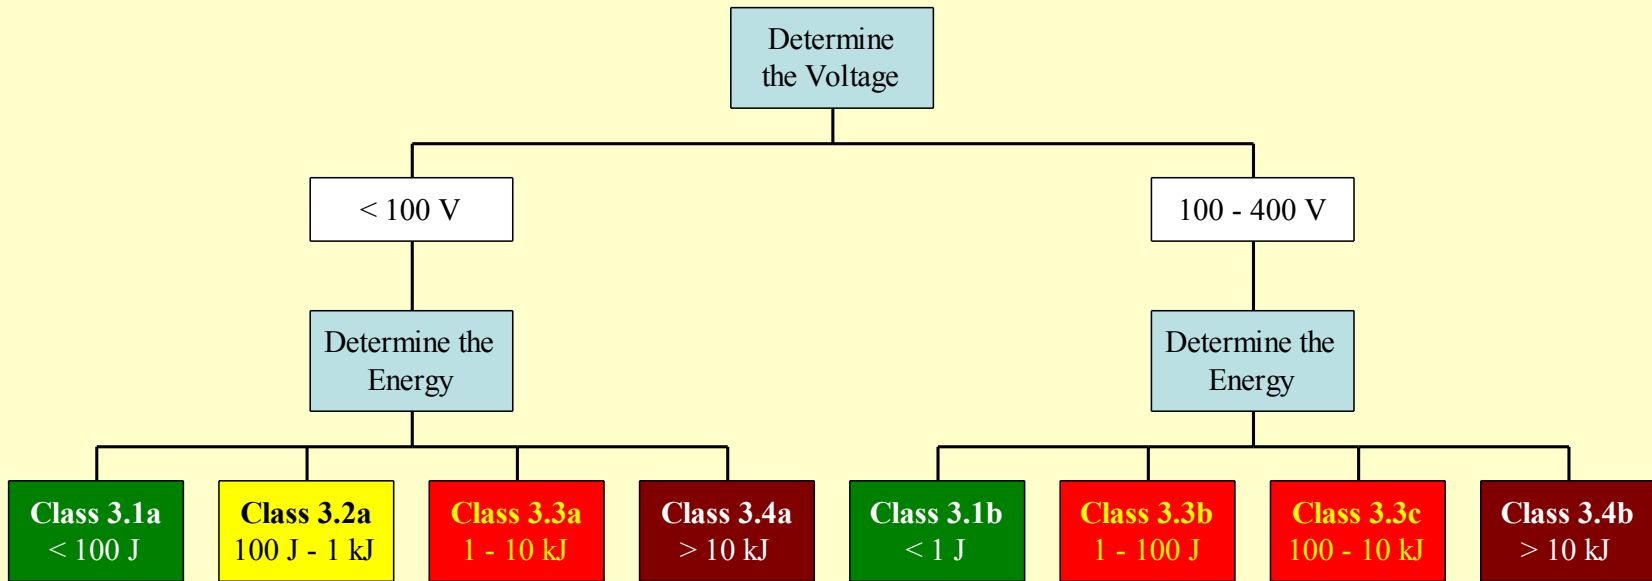 Determine
the Voltage
< 100 V
100 - 400 V
Determine the
Energy
Determine the
Energy
Class 3.1a
< 100 J
Class 3.2a
100 J - 1 kJ
Class 3.3a
1 - 10 kJ
Class 3.4a
> 10 kJ
Class 3.1b
< 1 J
Class 3.3b
1 - 100 J
Class 3.3c
100 - 10 kJ
Class 3.4b
> 10 kJ